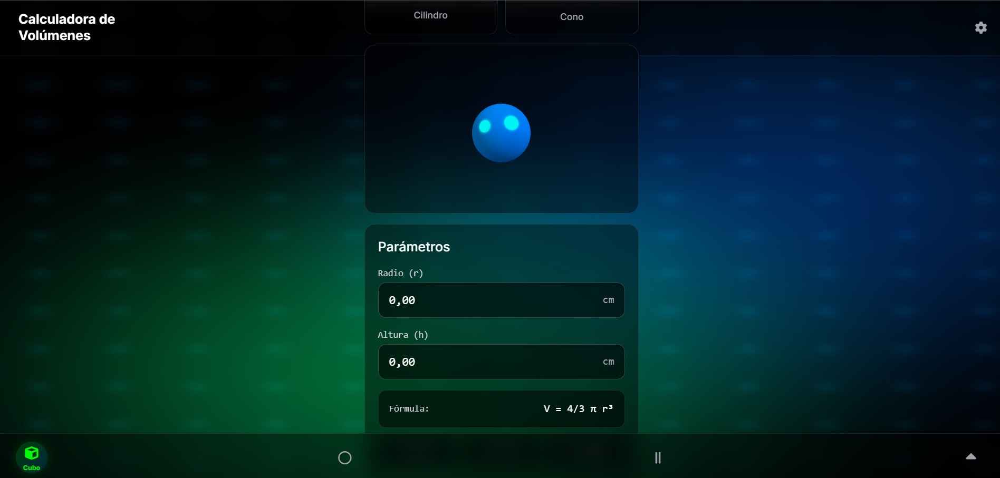 Calculadora de
Volúmenes
Cilindro
Cono
Parámetros
Radio (r)
0,00 cm
Altura (h)
0,00 cm
Fórmula: V = 4/3 π r³
Cubo